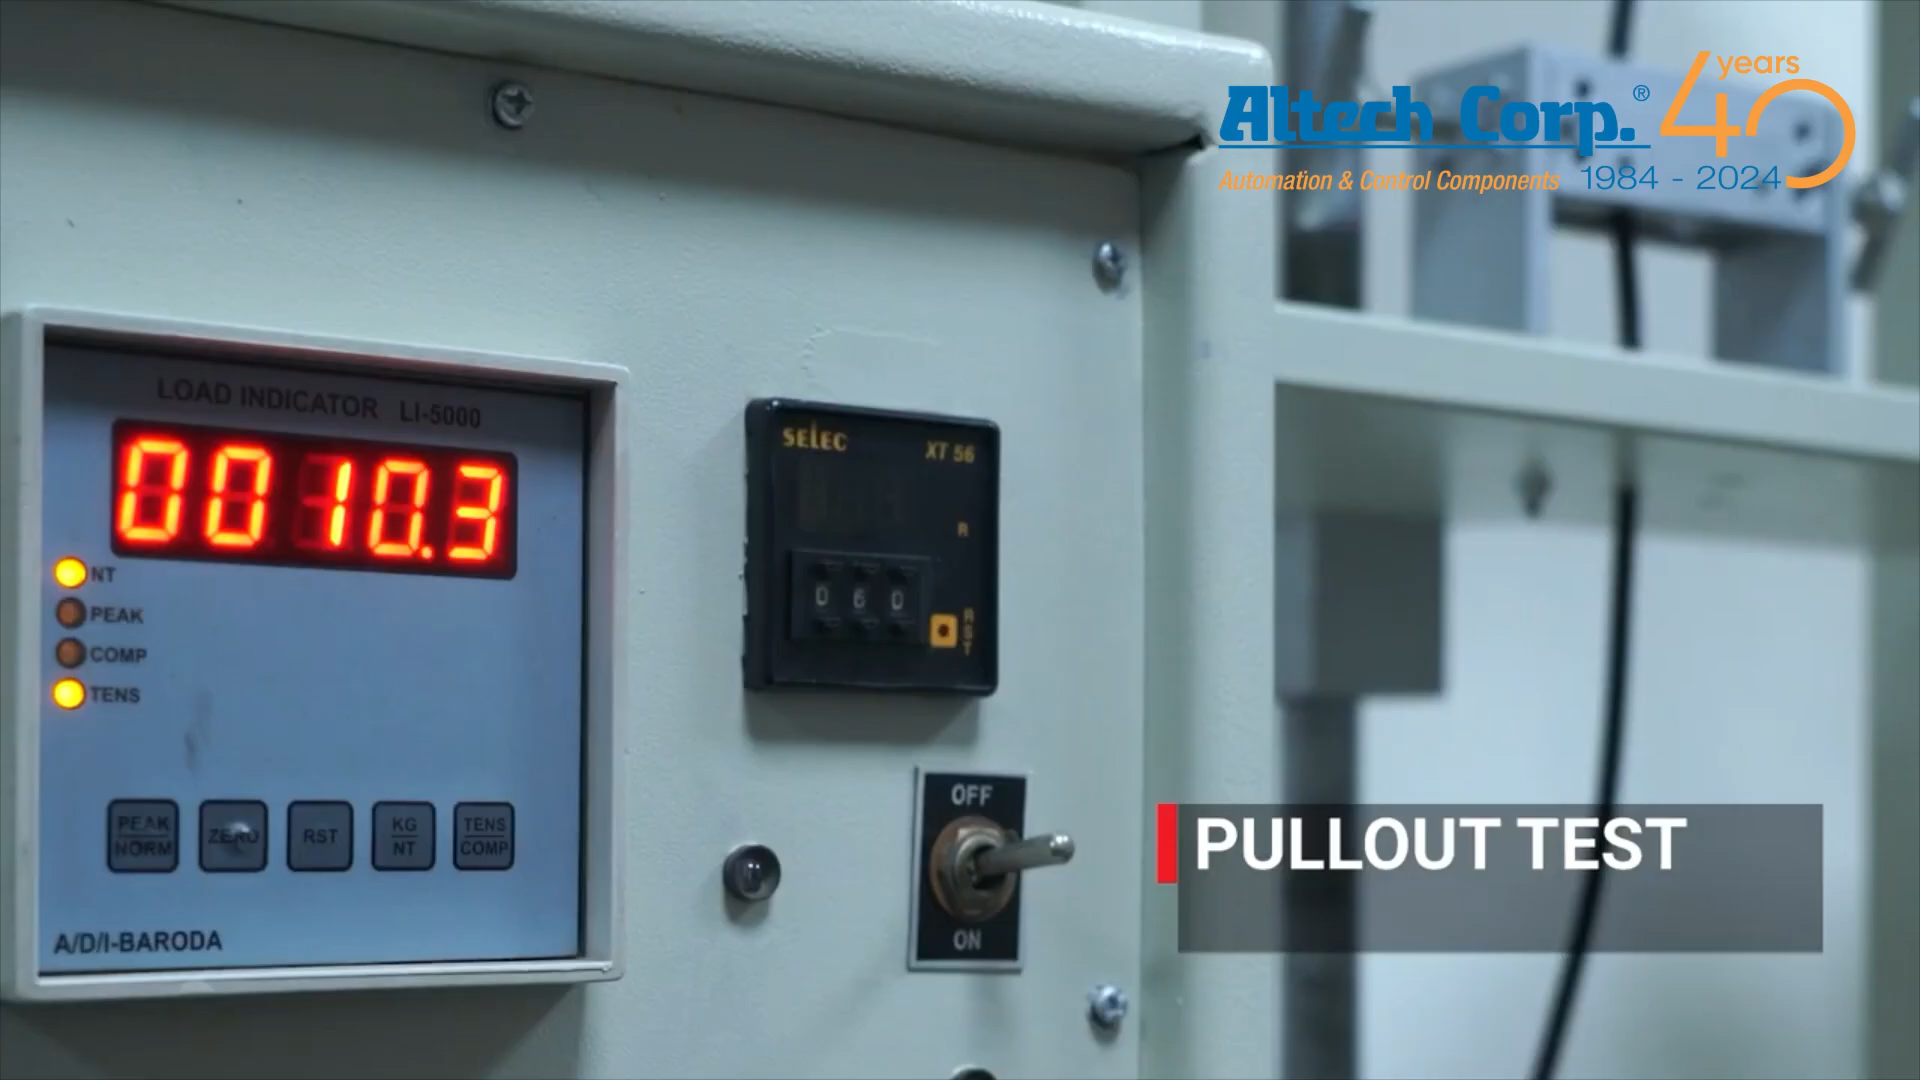 years
Altech Corp.® 40
Automation & Control Components 1984 - 2024
LOAD INDICATOR LI-5000
0010.3
NT
PEAK
COMP
TENS
PEAK
NORM
ZERO
RST
KG
NT
TENS
COMP
A/D/I-BARODA
SELEC XT 56
R
0 6 0
RST
OFF
ON
PULLOUT TEST